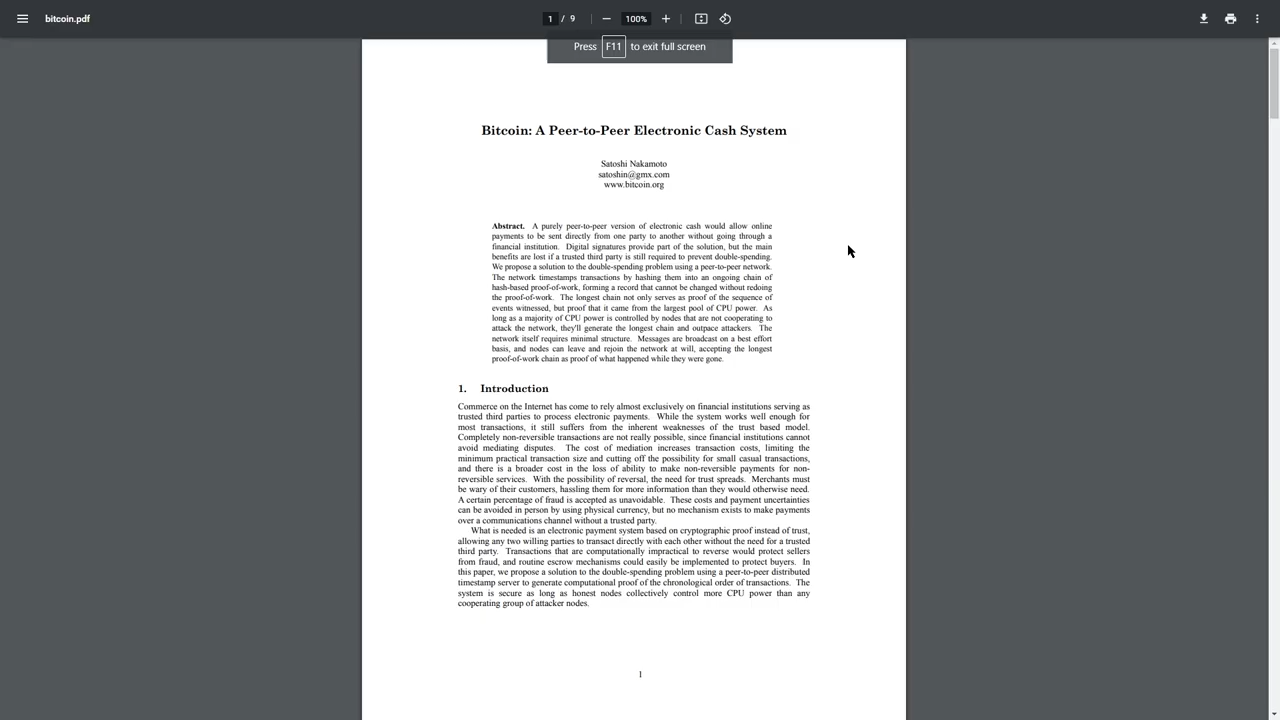 bitcoin.pdf
1 / 9
100%
Press F11 to exit full screen
Bitcoin: A Peer-to-Peer Electronic Cash System
Satoshi Nakamoto
satoshin@gmx.com
www.bitcoin.org
Abstract. A purely peer-to-peer version of electronic cash would allow online
payments to be sent directly from one party to another without going through a
financial institution. Digital signatures provide part of the solution, but the main
benefits are lost if a trusted third party is still required to prevent double-spending.
We propose a solution to the double-spending problem using a peer-to-peer network.
The network timestamps transactions by hashing them into an ongoing chain of
hash-based proof-of-work, forming a record that cannot be changed without redoing
the proof-of-work. The longest chain not only serves as proof of the sequence of
events witnessed, but proof that it came from the largest pool of CPU power. As
long as a majority of CPU power is controlled by nodes that are not cooperating to
attack the network, they'll generate the longest chain and outpace attackers. The
network itself requires minimal structure. Messages are broadcast on a best effort
basis, and nodes can leave and rejoin the network at will, accepting the longest
proof-of-work chain as proof of what happened while they were gone.
1. Introduction
Commerce on the Internet has come to rely almost exclusively on financial institutions serving as
trusted third parties to process electronic payments. While the system works well enough for
most transactions, it still suffers from the inherent weaknesses of the trust based model.
Completely non-reversible transactions are not really possible, since financial institutions cannot
avoid mediating disputes. The cost of mediation increases transaction costs, limiting the
minimum practical transaction size and cutting off the possibility for small casual transactions,
and there is a broader cost in the loss of ability to make non-reversible payments for non-
reversible services. With the possibility of reversal, the need for trust spreads. Merchants must
be wary of their customers, hassling them for more information than they would otherwise need.
A certain percentage of fraud is accepted as unavoidable. These costs and payment uncertainties
can be avoided in person by using physical currency, but no mechanism exists to make payments
over a communications channel without a trusted party.
What is needed is an electronic payment system based on cryptographic proof instead of trust,
allowing any two willing parties to transact directly with each other without the need for a trusted
third party. Transactions that are computationally impractical to reverse would protect sellers
from fraud, and routine escrow mechanisms could easily be implemented to protect buyers. In
this paper, we propose a solution to the double-spending problem using a peer-to-peer distributed
timestamp server to generate computational proof of the chronological order of transactions. The
system is secure as long as honest nodes collectively control more CPU power than any
cooperating group of attacker nodes.
1